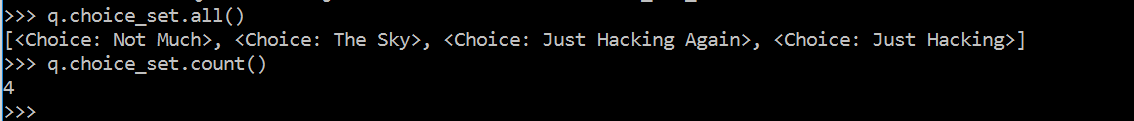 >>> q.choice_set.all()
[<Choice: Not Much>, <Choice: The Sky>, <Choice: Just Hacking Again>, <Choice: Just Hacking>]
>>> q.choice_set.count()
4
>>>